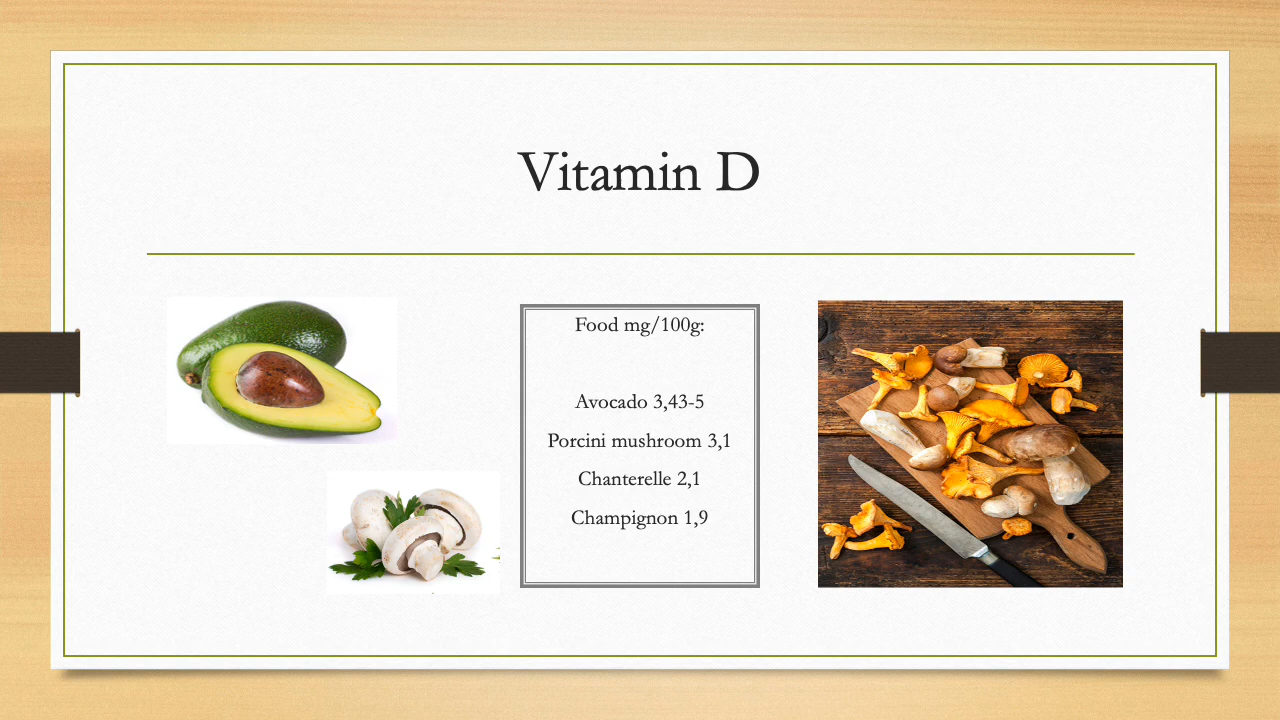 Vitamin D
Food mg/100g:
Avocado 3,43-5
Porcini mushroom 3,1
Chanterelle 2,1
Champignon 1,9